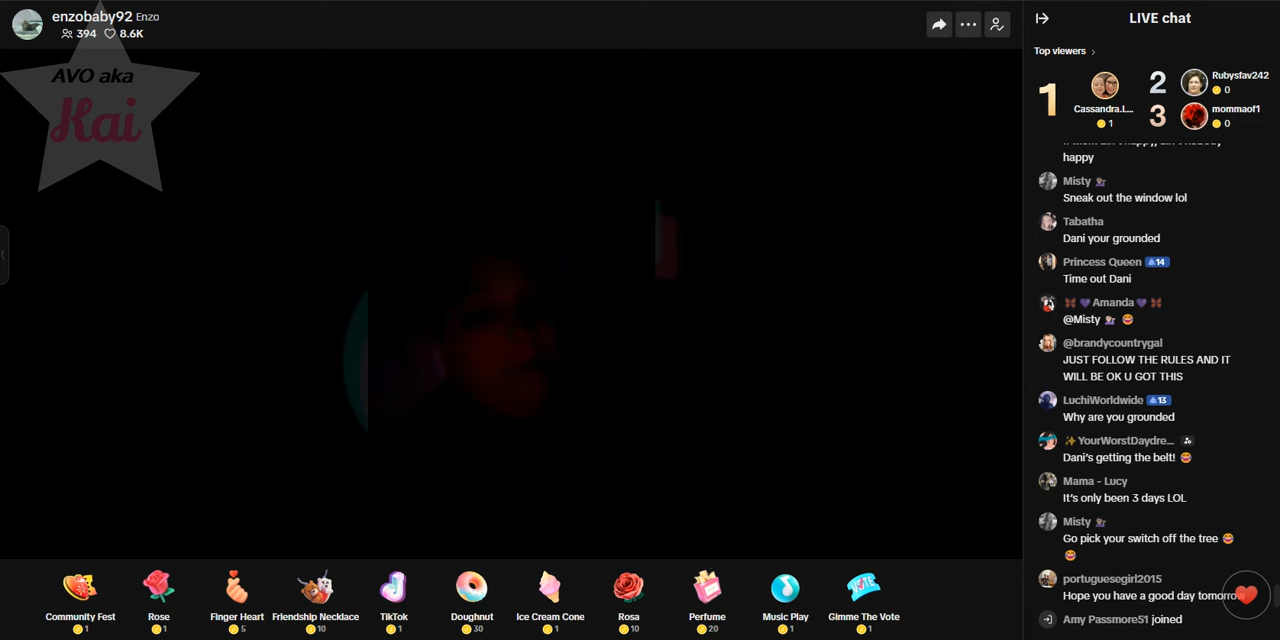 enzobaby92 Enzo
394 8.6K
AVO aka
Kai
LIVE chat
Top viewers
1 Cassandra.L... 1
2 Rubysfav242 0
3 mommaof1 0
happy
Misty
Sneak out the window lol
Tabatha
Dani your grounded
Princess Queen 14
Time out Dani
Amanda
@Misty
@brandycountrygal
JUST FOLLOW THE RULES AND IT
WILL BE OK U GOT THIS
LuchiWorldwide 13
Why are you grounded
YourWorstDaydre...
Dani's getting the belt!
Mama - Lucy
It's only been 3 days LOL
Misty
Go pick your switch off the tree
portuguesegirl2015
Hope you have a good day tomorrow
Amy Passmore51 joined
Community Fest Rose Finger Heart Friendship Necklace TikTok Doughnut Ice Cream Cone Rosa Perfume Music Play Gimme The Vote
1 1 5 10 1 30 1 10 20 1 1